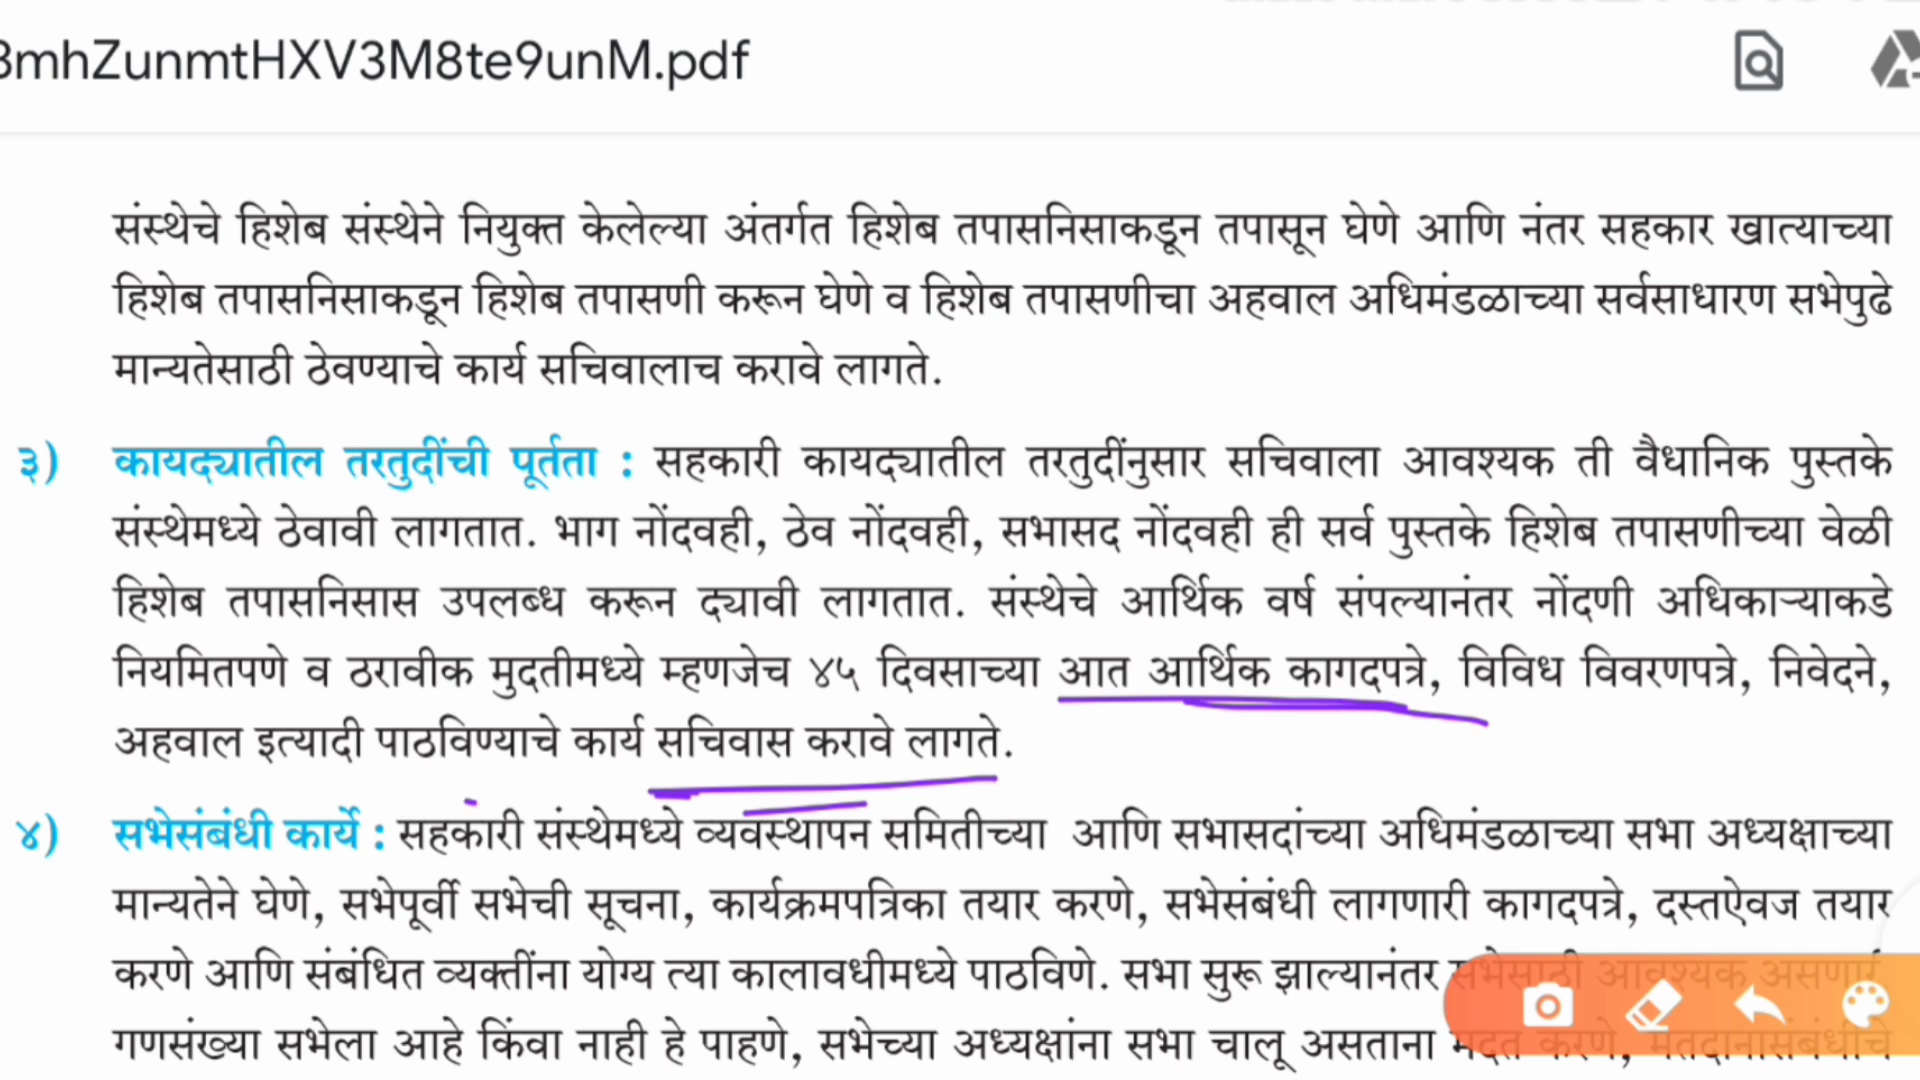 3mhZunmtHXV3M8te9unM.pdf
संस्थेचे हिशेब संस्थेने नियुक्त केलेल्या अंतर्गत हिशेब तपासनिसाकडून तपासून घेणे आणि नंतर सहकार खात्याच्या
हिशेब तपासनिसाकडून हिशेब तपासणी करून घेणे व हिशेब तपासणीचा अहवाल अधिमंडळाच्या सर्वसाधारण सभेपुढे
मान्यतेसाठी ठेवण्याचे कार्य सचिवालाच करावे लागते.
३) कायद्यातील तरतुदींची पूर्तता : सहकारी कायद्यातील तरतुदींनुसार सचिवाला आवश्यक ती वैधानिक पुस्तके
संस्थेमध्ये ठेवावी लागतात. भाग नोंदवही, ठेव नोंदवही, सभासद नोंदवही ही सर्व पुस्तके हिशेब तपासणीच्या वेळी
हिशेब तपासनिसास उपलब्ध करून द्यावी लागतात. संस्थेचे आर्थिक वर्ष संपल्यानंतर नोंदणी अधिकाऱ्याकडे
नियमितपणे व ठरावीक मुदतीमध्ये म्हणजेच ४५ दिवसाच्या आत आर्थिक कागदपत्रे, विविध विवरणपत्रे, निवेदने,
अहवाल इत्यादी पाठविण्याचे कार्य सचिवास करावे लागते.
४) सभेसंबंधी कार्ये : सहकारी संस्थेमध्ये व्यवस्थापन समितीच्या आणि सभासदांच्या अधिमंडळाच्या सभा अध्यक्षाच्या
मान्यतेने घेणे, सभेपूर्वी सभेची सूचना, कार्यक्रमपत्रिका तयार करणे, सभेसंबंधी लागणारी कागदपत्रे, दस्तऐवज तयार
करणे आणि संबंधित व्यक्तींना योग्य त्या कालावधीमध्ये पाठविणे. सभा सुरू झाल्यानंतर सभेसाठी आवश्यक असणारी
गणसंख्या सभेला आहे किंवा नाही हे पाहणे, सभेच्या अध्यक्षांना सभा चालू असताना मदत करणे, मतदानासंबंधीचे